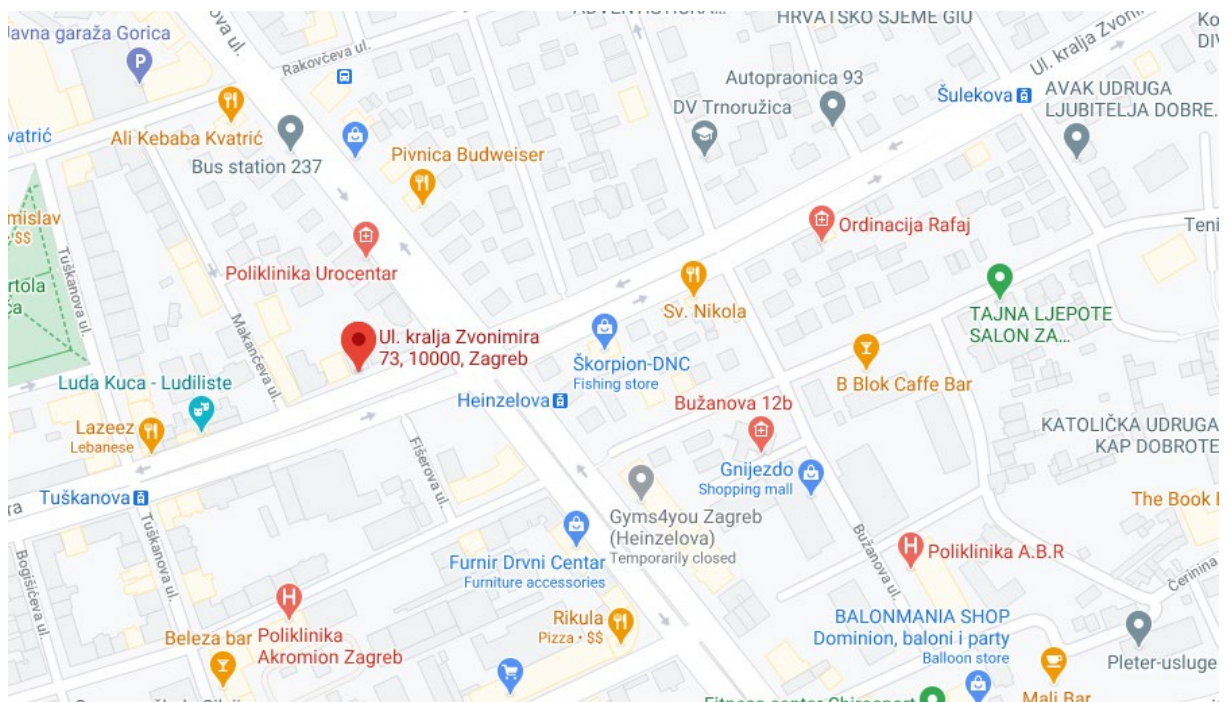 HRVATSKO SJEME GIU
Javna garaža Gorica
P
Rakovčeva ul.
Ul. kralja Zvonimira
Autopraonica 93
Šulekova
AVAK UDRUGA
LJUBITELJA DOBRE...
DV Trnoružica
Ali Kebaba Kvatrić
Bus station 237
Pivnica Budweiser
Tuškanova ul.
Poliklinika Urocentar
Ordinacija Rafaj
Sv. Nikola
TAJNA LJEPOTE
SALON ZA...
Makančeva ul.
Ul. kralja Zvonimira
73, 10000, Zagreb
Škorpion-DNC
Fishing store
B Blok Caffe Bar
Luda Kuca - Ludiliste
Heinzelova
Bužanova 12b
Lazeez
Lebanese
KATOLIČKA UDRUGA
KAP DOBROTE
Fišerova ul.
Gnijezdo
Shopping mall
Tuškanova
The Book
Gyms4you Zagreb
(Heinzelova)
Temporarily closed
Tuškanova ul.
Furnir Drvni Centar
Furniture accessories
Bužanova ul.
H
Poliklinika A.B.R
Bogišićeva ul.
Čerinina
H
Poliklinika
Akromion Zagreb
Beleza bar
Rikula
Pizza • $$
BALONMANIA SHOP
Dominion, baloni i party
Balloon store
Pleter-usluge
Mali Bar